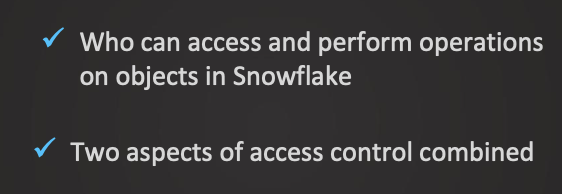 Who can access and perform operations
on objects in Snowflake
Two aspects of access control combined